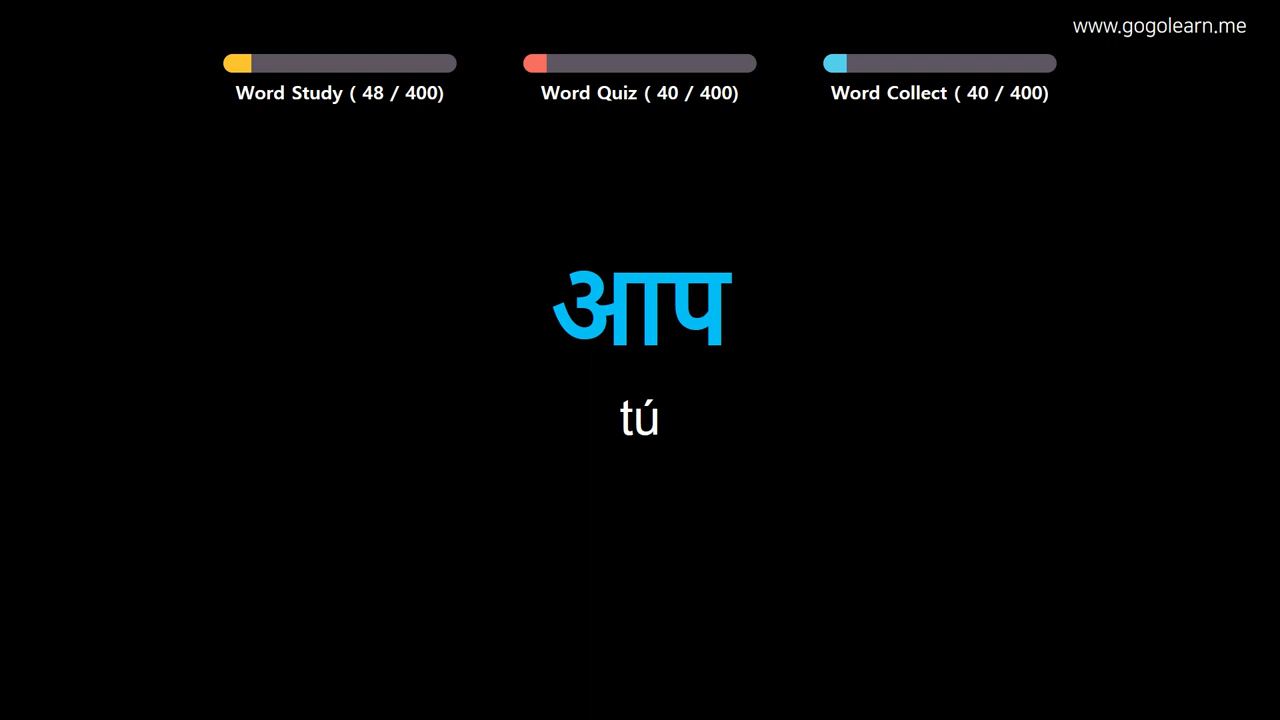 www.gogolearn.me
Word Study ( 48 / 400)
Word Quiz ( 40 / 400)
Word Collect ( 40 / 400)
आप
tú